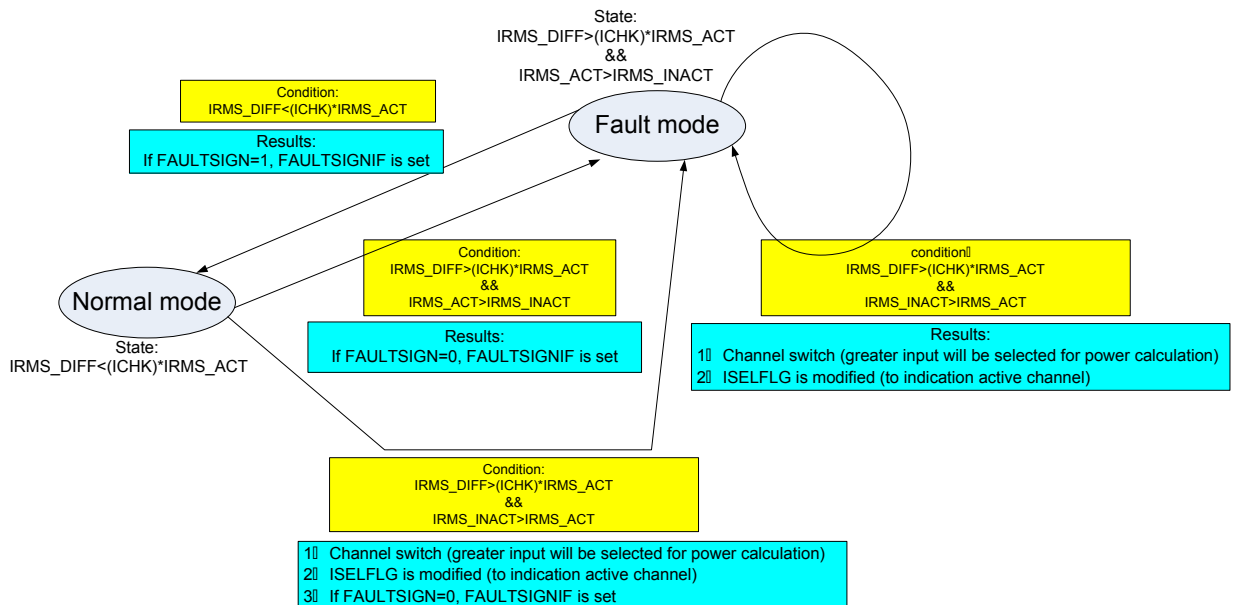 State:
IRMS_DIFF>(ICHK)*IRMS_ACT
&&
IRMS_ACT>IRMS_INACT
Fault mode
Condition:
IRMS_DIFF<(ICHK)*IRMS_ACT
Results:
If FAULTSIGN=1, FAULTSIGNIF is set
Normal mode
State:
IRMS_DIFF<(ICHK)*IRMS_ACT
Condition:
IRMS_DIFF>(ICHK)*IRMS_ACT
&&
IRMS_ACT>IRMS_INACT
Results:
If FAULTSIGN=0, FAULTSIGNIF is set
condition▯
IRMS_DIFF>(ICHK)*IRMS_ACT
&&
IRMS_INACT>IRMS_ACT
Results:
1▯ Channel switch (greater input will be selected for power calculation)
2▯ ISELFLG is modified (to indication active channel)
Condition:
IRMS_DIFF>(ICHK)*IRMS_ACT
&&
IRMS_INACT>IRMS_ACT
1▯ Channel switch (greater input will be selected for power calculation)
2▯ ISELFLG is modified (to indication active channel)
3▯ If FAULTSIGN=0, FAULTSIGNIF is set